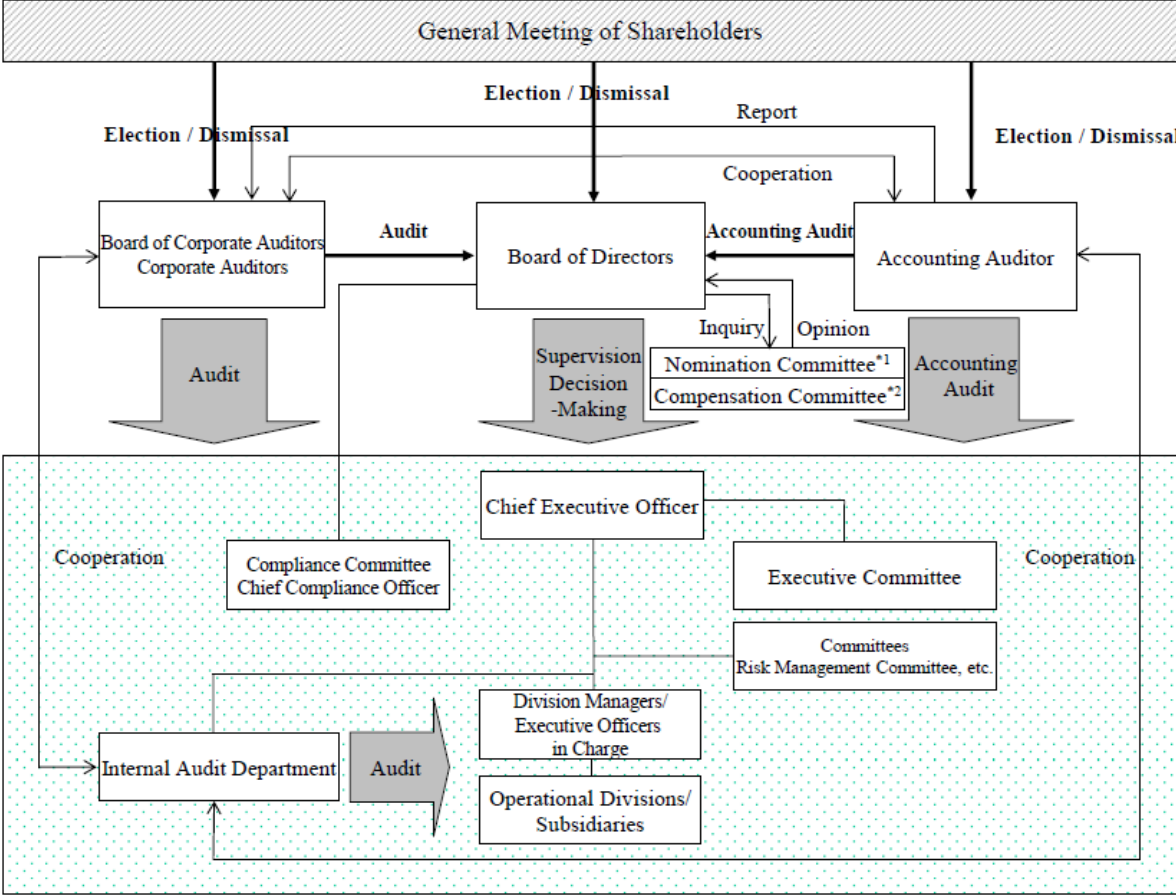 General Meeting of Shareholders
Election / Dismissal
Election / Dismissal
Election / Dismissal
Report
Cooperation
Board of Corporate Auditors
Corporate Auditors
Audit
Board of Directors
Accounting Audit
Accounting Auditor
Inquiry
Opinion
Nomination Committee*1
Compensation Committee*2
Audit
Supervision
Decision
-Making
Accounting
Audit
Chief Executive Officer
Cooperation
Compliance Committee
Chief Compliance Officer
Executive Committee
Cooperation
Committees
Risk Management Committee, etc.
Division Managers/
Executive Officers
in Charge
Internal Audit Department
Audit
Operational Divisions/
Subsidiaries